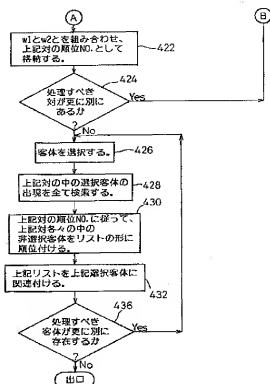 A
B
w1とw2とを組み合わせ、
上記対の順位NO.として
格納する。
422
424
処理すべき
対が更に別に
あるか
?
Yes
No
客体を選択する。
426
上記対の中の選択客体の
出現を全て検索する。
428
430
上記対の順位NO.に従って、
上記対各々の中の
非選択客体をリストの形に
順位付ける。
上記リストを上記選択客体に
関連付ける。
432
436
処理すべき
客体が更に別に
存在するか
?
Yes
No
出口